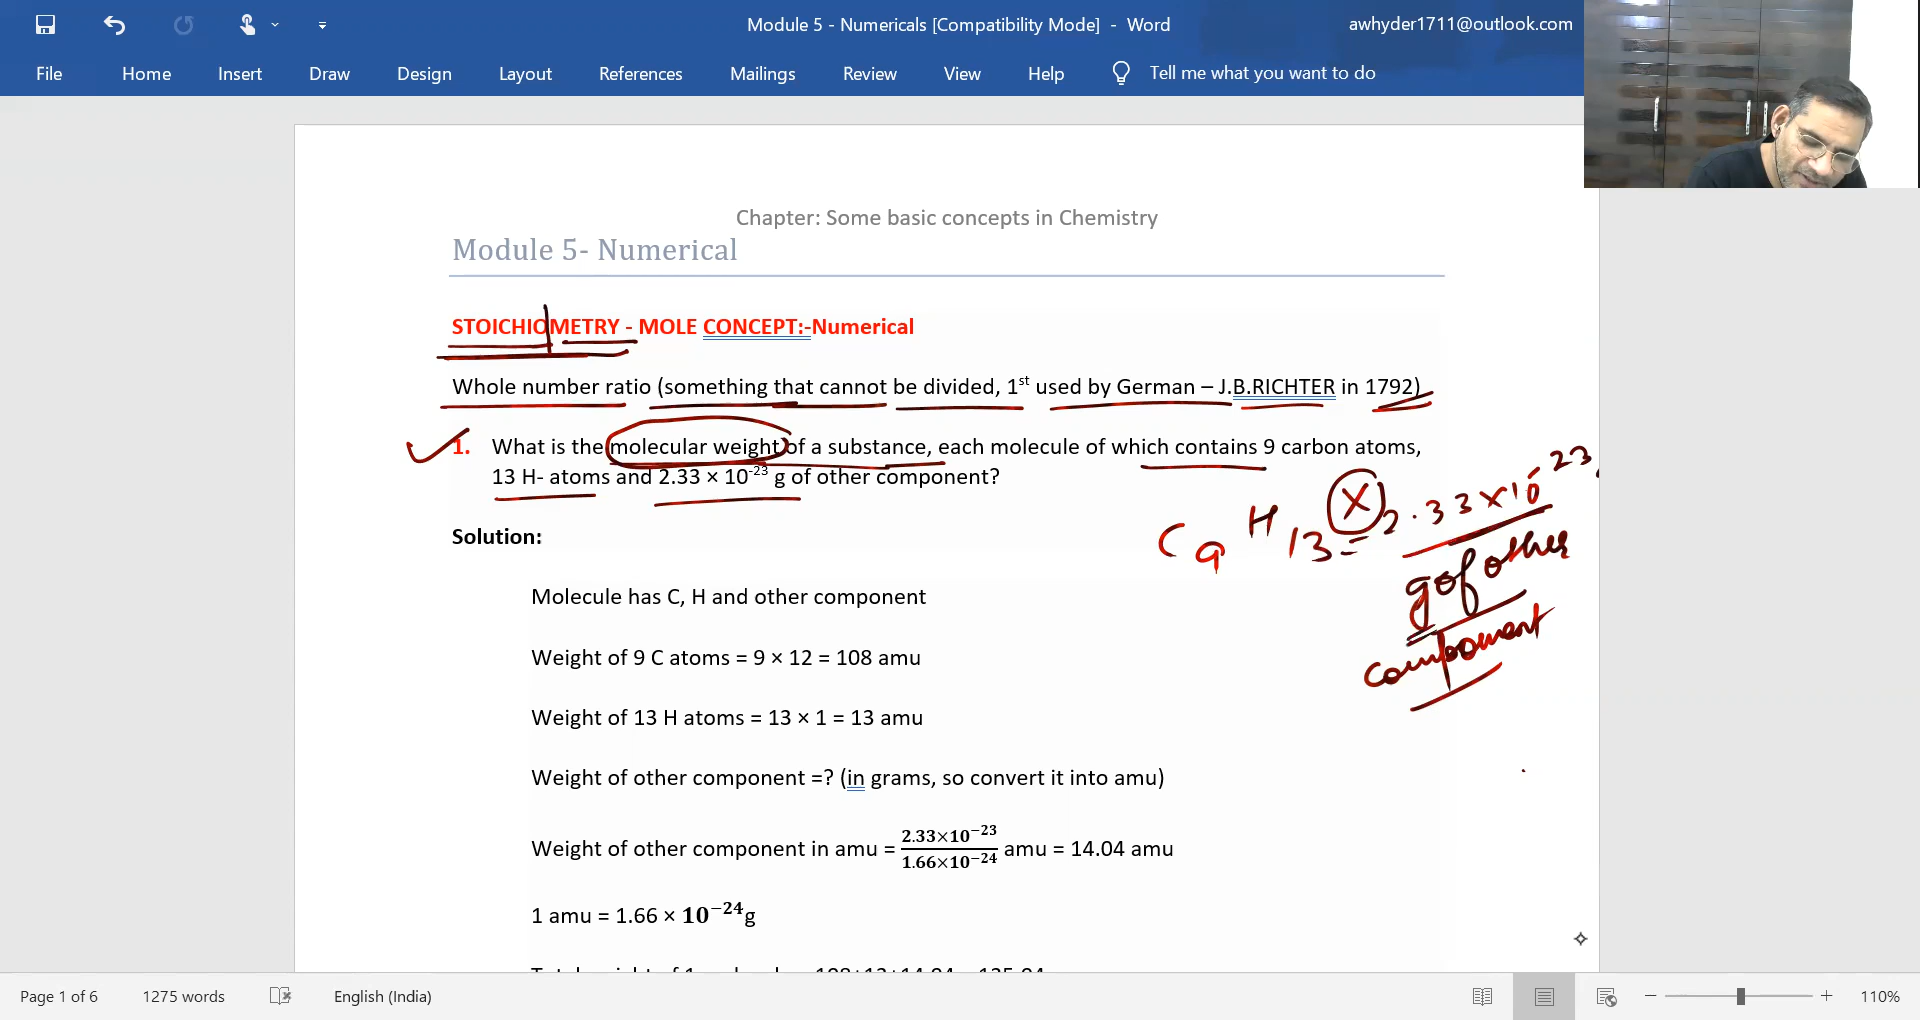 Module 5 - Numericals [Compatibility Mode] - Word
awhyder1711@outlook.com
File Home Insert Draw Design Layout References Mailings Review View Help Tell me what you want to do
Chapter: Some basic concepts in Chemistry
Module 5- Numerical
STOICHIOMETRY - MOLE CONCEPT:-Numerical
Whole number ratio (something that cannot be divided, 1st used by German – J.B.RICHTER in 1792)
1. What is the molecular weight of a substance, each molecule of which contains 9 carbon atoms,
13 H- atoms and 2.33 × 10⁻²³ g of other component?
C9 H13 X = 2.33×10⁻²³
g of other
component
Solution:
Molecule has C, H and other component
Weight of 9 C atoms = 9 × 12 = 108 amu
Weight of 13 H atoms = 13 × 1 = 13 amu
Weight of other component =? (in grams, so convert it into amu)
Weight of other component in amu = 2.33×10⁻²³ / 1.66×10⁻²⁴ amu = 14.04 amu
1 amu = 1.66 × 10⁻²⁴g
Page 1 of 6 1275 words English (India) 110%